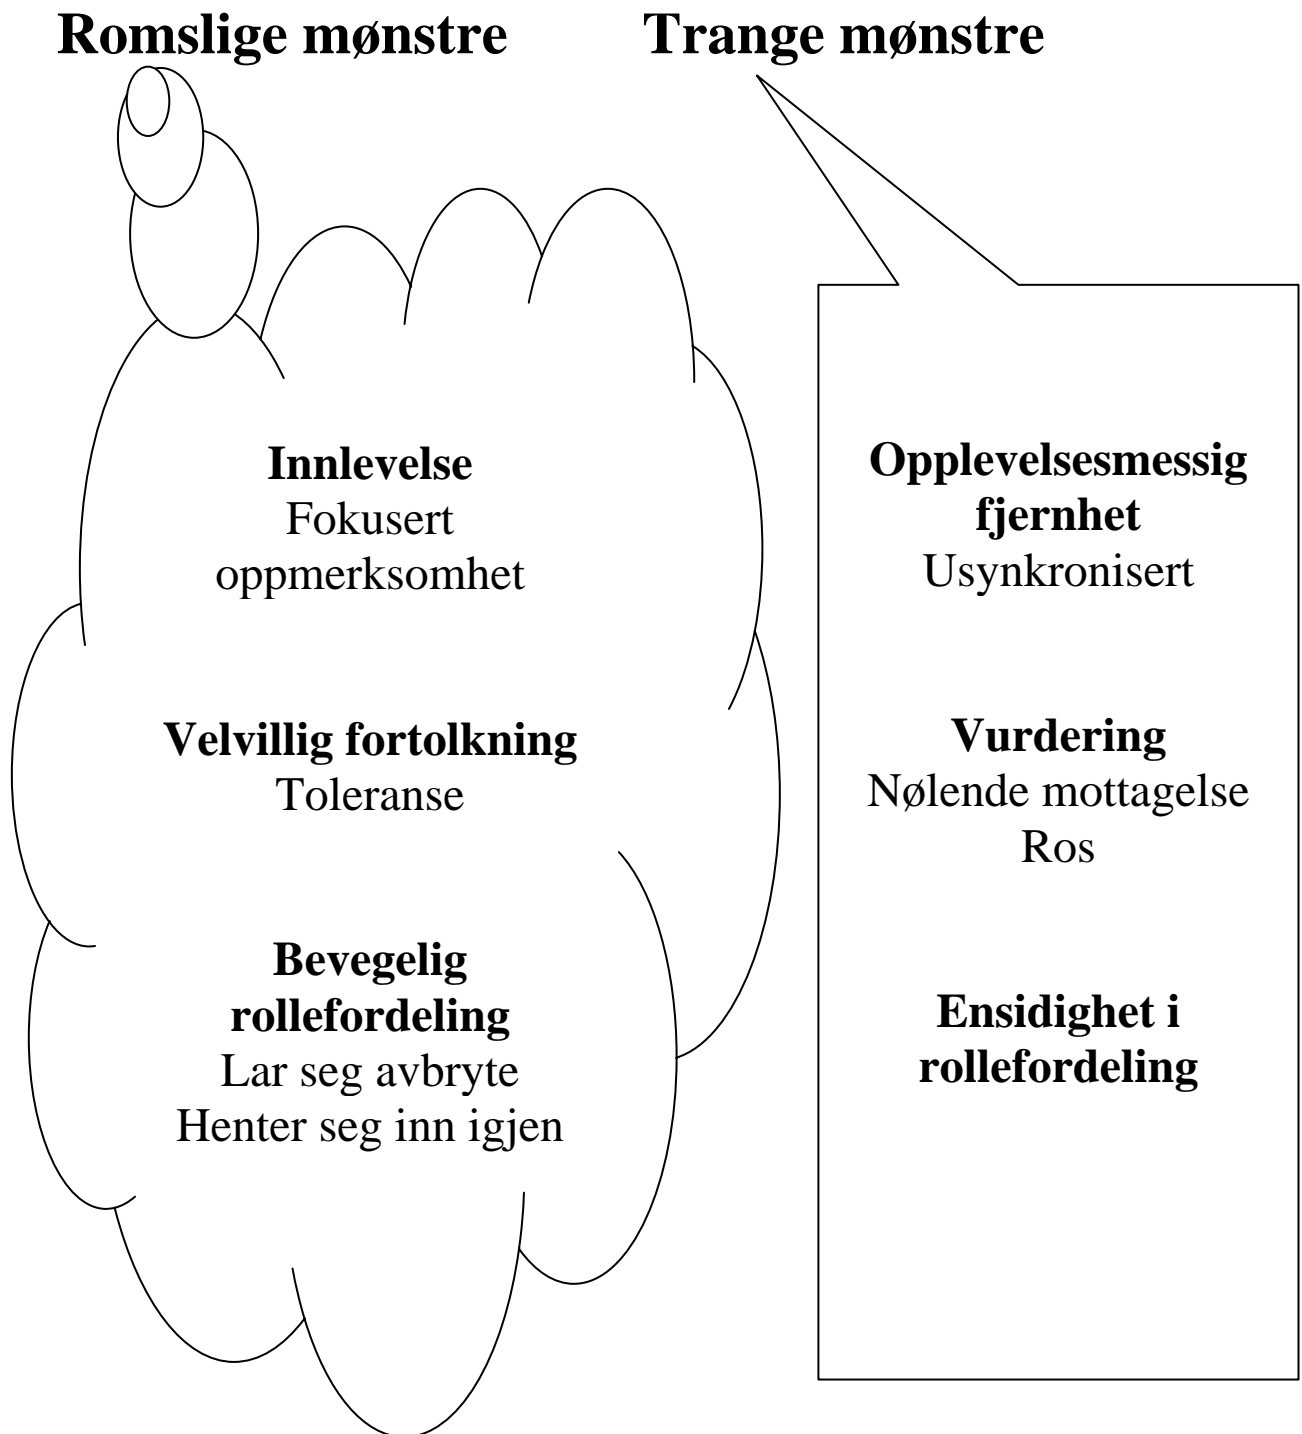 Romslige mønstre
Trange mønstre
Innlevelse
Fokusert
oppmerksomhet
Velvillig fortolkning
Toleranse
Bevegelig
rollefordeling
Lar seg avbryte
Henter seg inn igjen
Opplevelsesmessig
fjernhet
Usynkronisert
Vurdering
Nølende mottagelse
Ros
Ensidighet i
rollefordeling